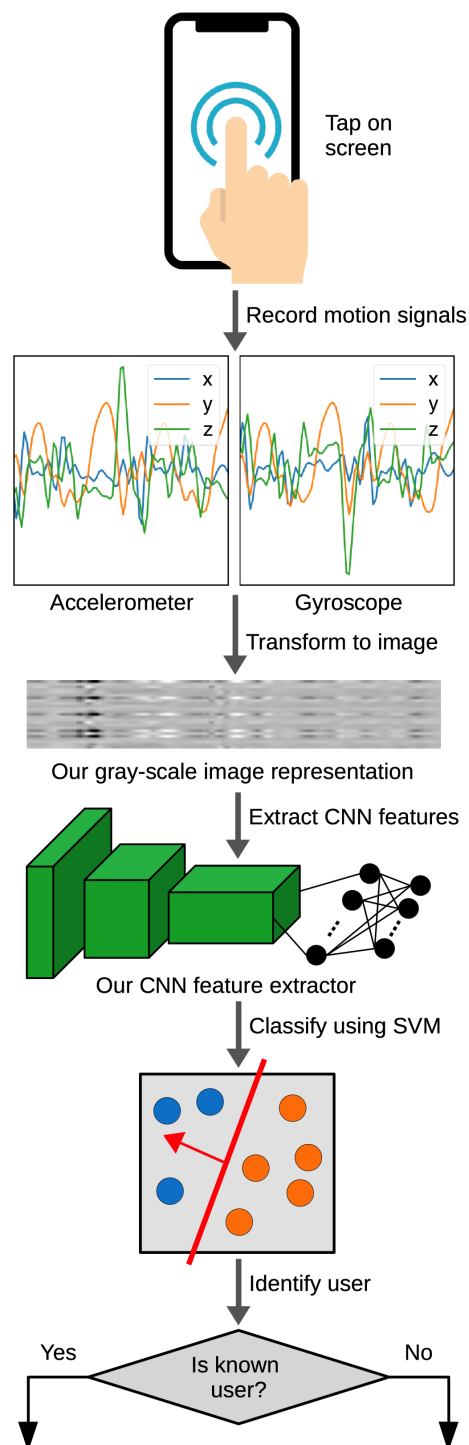 Tap on
screen
Record motion signals
x
y
z
x
y
z
Accelerometer
Gyroscope
Transform to image
Our gray-scale image representation
Extract CNN features
Our CNN feature extractor
Classify using SVM
Identify user
Yes
No
Is known
user?